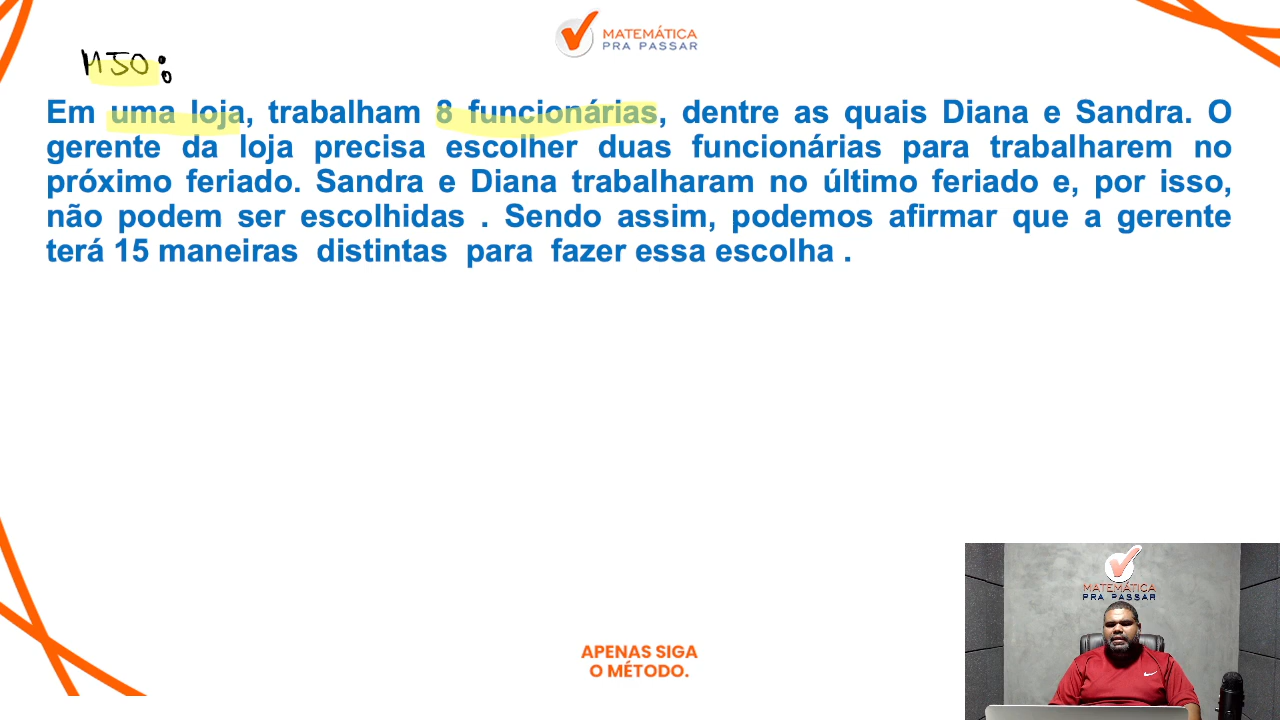 MATEMÁTICA
PRA PASSAR
MJO:
Em uma loja, trabalham 8 funcionárias, dentre as quais Diana e Sandra. O
gerente da loja precisa escolher duas funcionárias para trabalharem no
próximo feriado. Sandra e Diana trabalharam no último feriado e, por isso,
não podem ser escolhidas . Sendo assim, podemos afirmar que a gerente
terá 15 maneiras distintas para fazer essa escolha .
MATEMÁTICA
PRA PASSAR
APENAS SIGA
O MÉTODO.